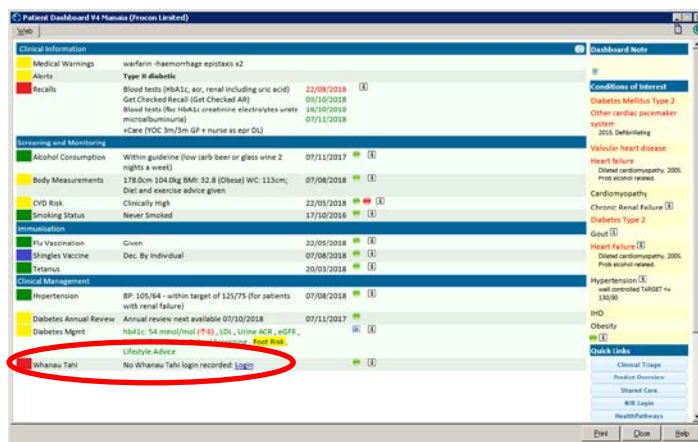 Patient Dashboard V4 Manaia (Procon Limited)
Web
Clinical Information
Medical Warnings warfarin -haemorrhage epistaxis x2
Alerts Type II diabetic
Recalls Blood tests (HbA1c, acr, renal including uric acid) 22/08/2018
Get Checked Recall (Get Checked AR) 03/10/2018
Blood tests (fbc HbA1c creatinine electrolytes urate 18/10/2018
microalbuminuria) 07/11/2018
+Care (YOC 3m/3m GP + nurse as epr DL)
Screening and Monitoring
Alcohol Consumption Within guideline (low carb beer or glass wine 2 07/11/2017
nights a week)
Body Measurements 178.0cm 104.0kg BMI: 32.8 (Obese) WC: 113cm; 07/08/2018
Diet and exercise advice given
CVD Risk Clinically High 22/05/2018
Smoking Status Never Smoked 17/10/2016
Immunisation
Flu Vaccination Given 22/05/2018
Shingles Vaccine Dec. By Individual 07/08/2018
Tetanus 20/03/2018
Clinical Management
Hypertension BP: 105/64 - within target of 125/75 (for patients 07/08/2018
with renal failure)
Diabetes Annual Review Annual review next available 07/10/2018 07/11/2017
Diabetes Mgmt hbA1c: 54 mmol/mol (↑6), LDL, Urine ACR, eGFR,
Foot Risk,
Lifestyle Advice
Whanau Tahi No Whanau Tahi login recorded: Login
Dashboard Note
Conditions of Interest
Diabetes Mellitus Type 2
Other cardiac pacemaker
system
2015. Defibrillating
Valvular heart disease
Heart failure
Dilated cardiomyopathy, 2005.
Prob alcohol related.
Cardiomyopathy
Chronic Renal Failure
Diabetes Type 2
Gout
Heart Failure
Dilated cardiomyopathy, 2005.
Prob alcohol related.
Hypertension
well controlled TARGET <=
130/80
IHD
Obesity
Quick Links
Clinical Triage
Predict Overview
Shared Care
NIR Login
HealthPathways
Print Close Help